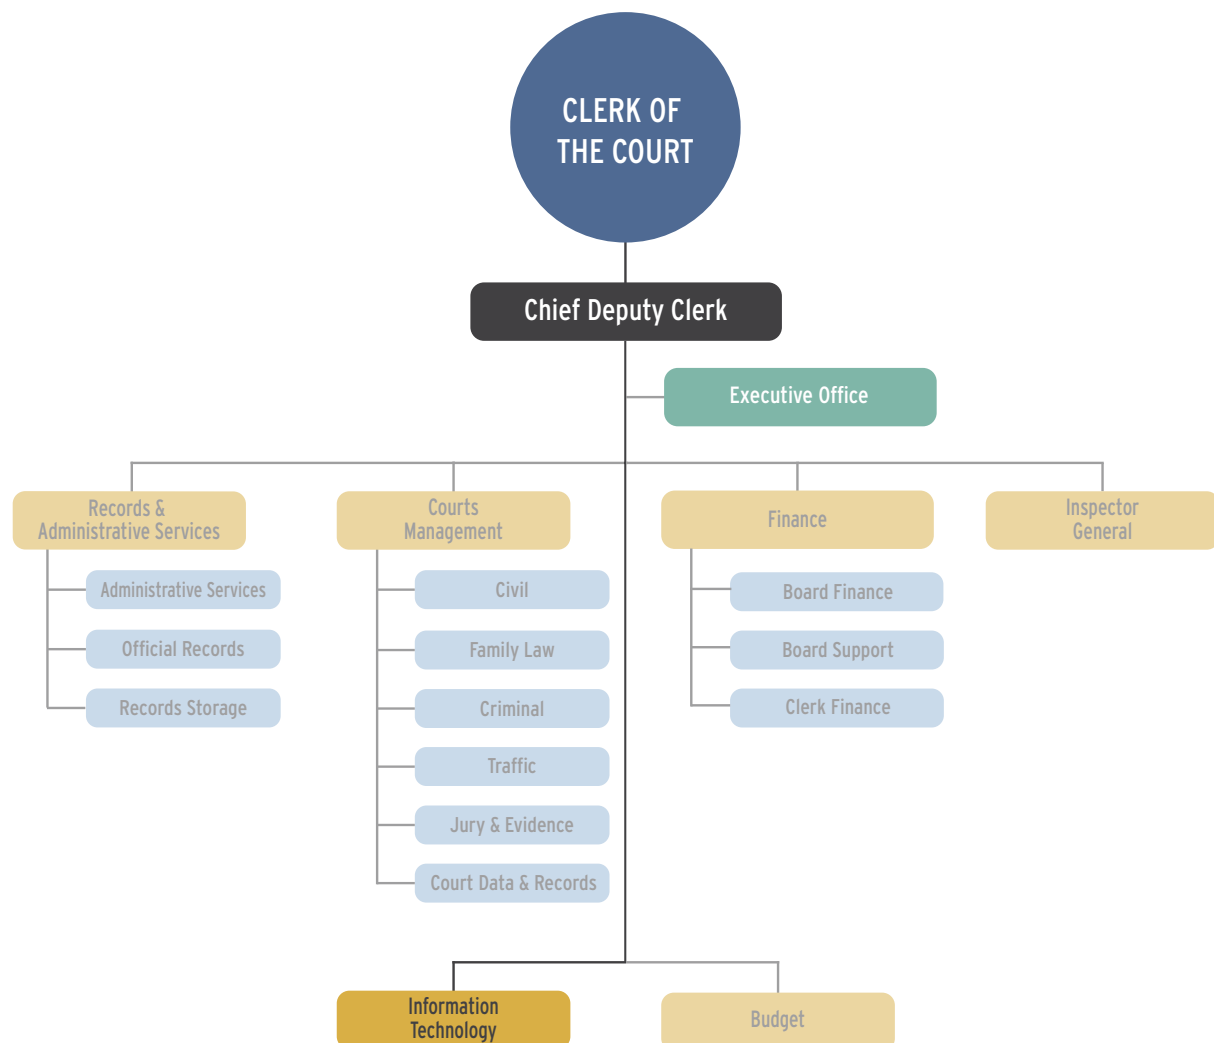 CLERK OF
THE COURT
Chief Deputy Clerk
Executive Office
Records &
Administrative Services
Administrative Services
Official Records
Records Storage
Courts
Management
Civil
Family Law
Criminal
Traffic
Jury & Evidence
Court Data & Records
Finance
Board Finance
Board Support
Clerk Finance
Inspector
General
Information
Technology
Budget